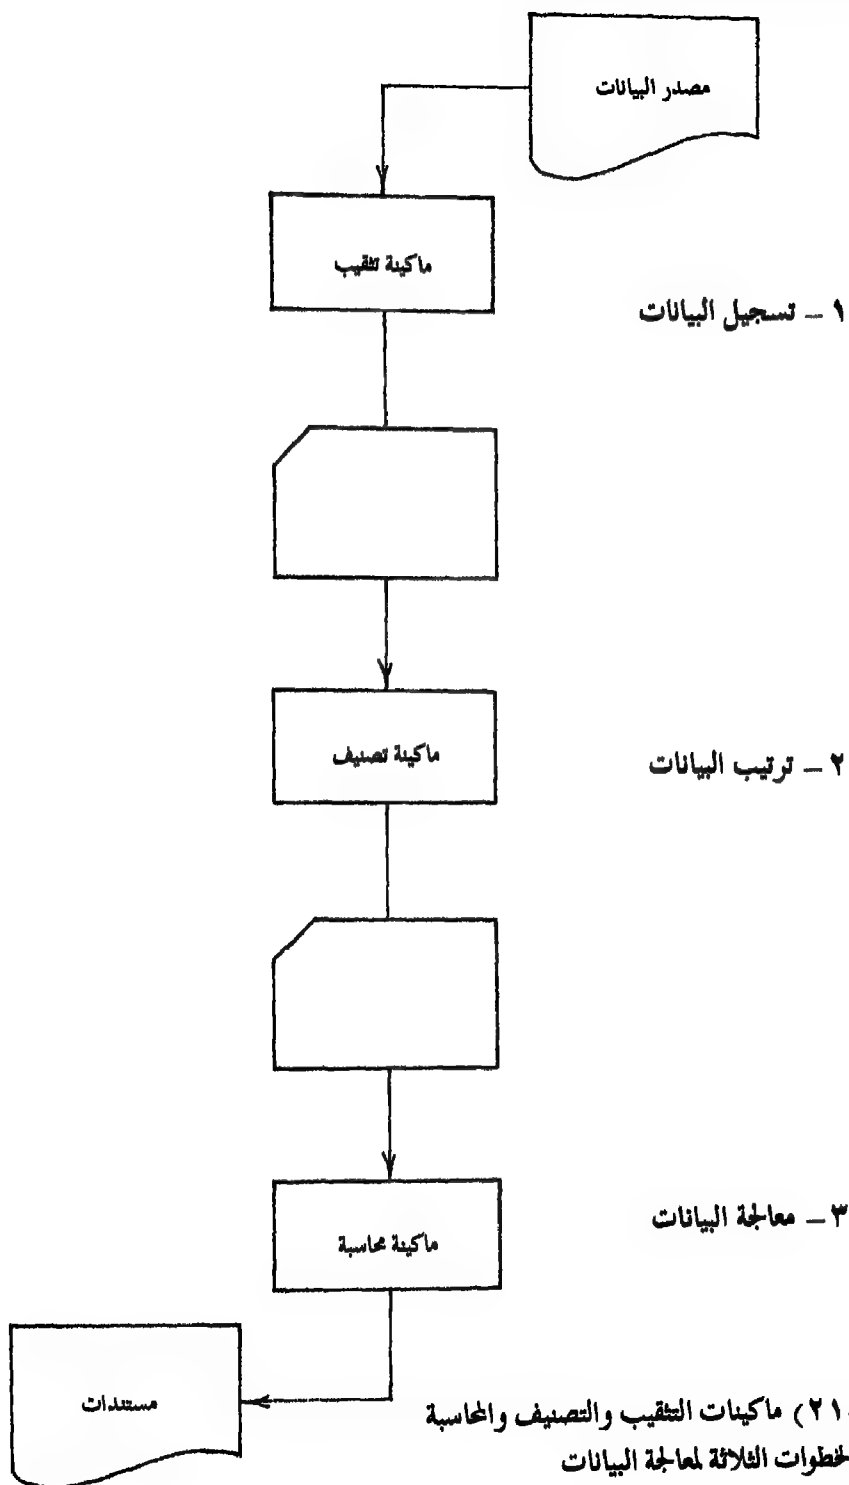 مصدر البيانات
ماكينة تثقيب
١ – تسجيل البيانات
ماكينة تصنيف
٢ – ترتيب البيانات
ماكينة محاسبة
٣ – معالجة البيانات
مستندات
٢١) ماكينات التثقيب والتصنيف والمحاسبة
لخطوات الثلاثة لمعالجة البيانات